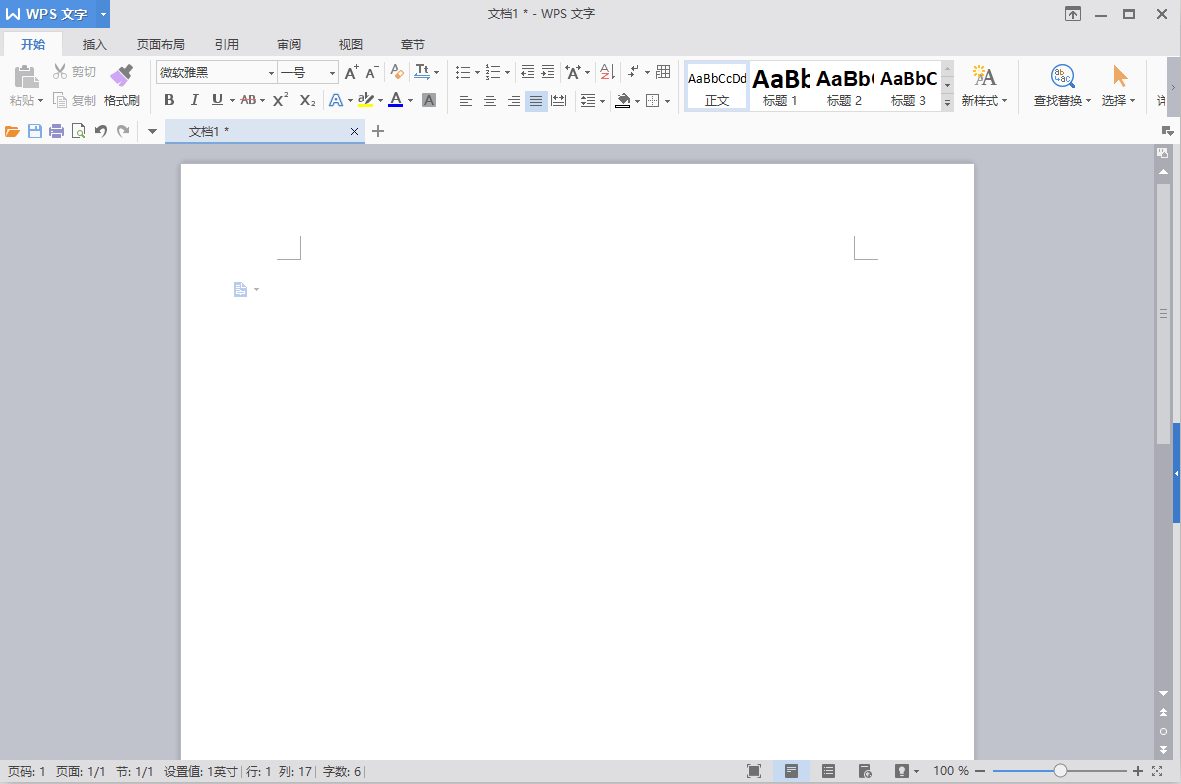 WPS 文字
文档1 * - WPS 文字
开始 插入 页面布局 引用 审阅 视图 章节
粘贴 剪切 复制 格式刷
微软雅黑 一号
B I U AB X² X₂ A A A
AaBbCcDd AaBb AaBb AaBbC
正文 标题 1 标题 2 标题 3
新样式 查找替换 选择
文档1 *
页码: 1 页面: 1/1 节: 1/1 设置值: 1英寸 行: 1 列: 17 字数: 6 100 %